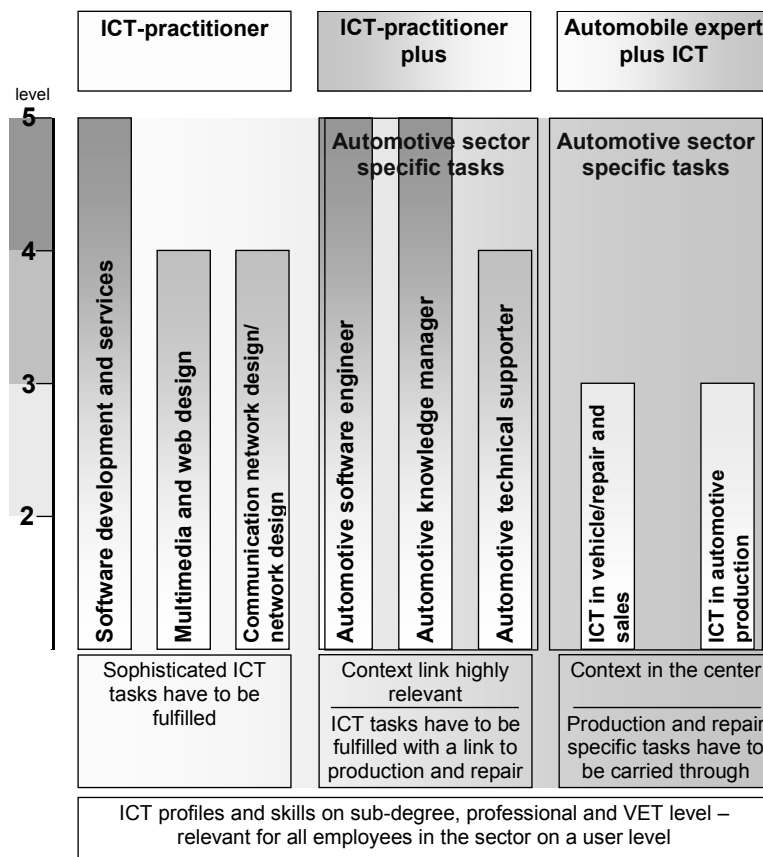 ICT-practitioner
ICT-practitioner
plus
Automobile expert
plus ICT
level
5
4
3
2
Software development and services
Multimedia and web design
Communication network design/
network design
Automotive sector
specific tasks
Automotive software engineer
Automotive knowledge manager
Automotive technical supporter
Automotive sector
specific tasks
ICT in vehicle/repair and
sales
ICT in automotive
production
Sophisticated ICT
tasks have to be
fulfilled
Context link highly
relevant
ICT tasks have to be
fulfilled with a link to
production and repair
Context in the center
Production and repair
specific tasks have to
be carried through
ICT profiles and skills on sub-degree, professional and VET level –
relevant for all employees in the sector on a user level